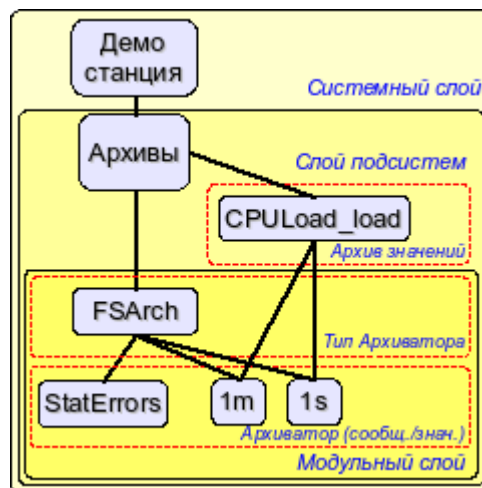 Демо
станция
Системный слой
Архивы
Слой подсистем
CPULoad_load
Архив значений
FSArch
Тип Архиватора
StatErrors
1m
1s
Архиватор (сообщ./знач.)
Модульный слой